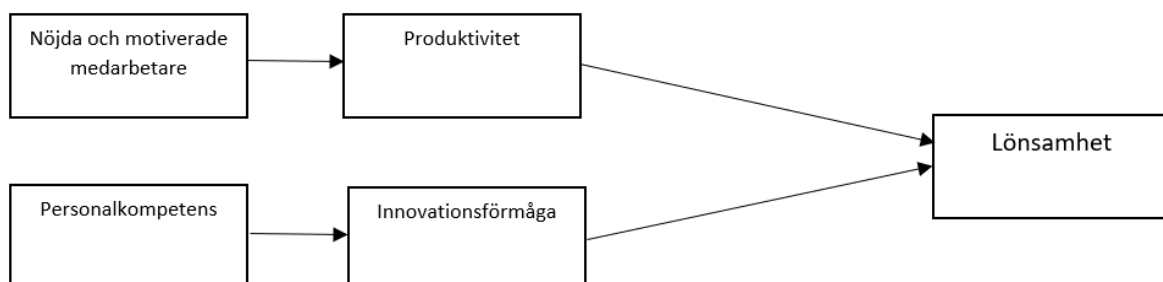 Nöjda och motiverade
medarbetare
Produktivitet
Lönsamhet
Personalkompetens
Innovationsförmåga